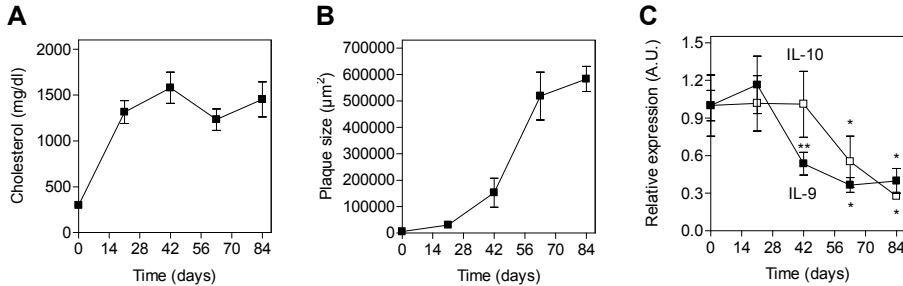 A
Cholesterol (mg/dl)
2000
1500
1000
500
0
0 14 28 42 56 70 84
Time (days)
B
Plaque size (µm²)
700000
600000
500000
400000
300000
200000
100000
0
0 14 28 42 56 70 84
Time (days)
C
Relative expression (A.U.)
1.5
1.2
0.9
0.6
0.3
0.0
IL-10
*
**
*
IL-9
*
*
0 14 28 42 56 70 84
Time (days)